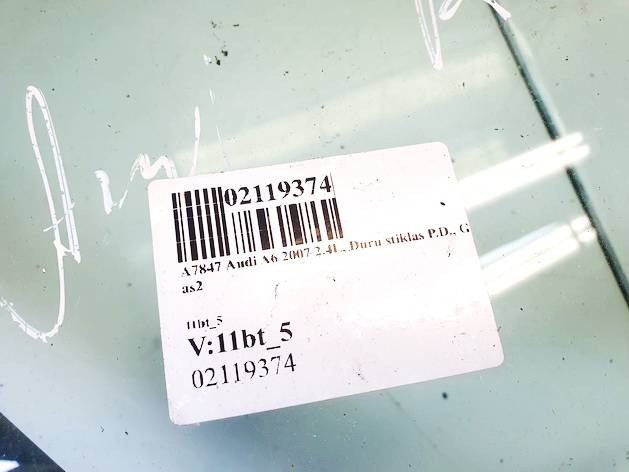 02119374
A7847 Audi A6 2007 2.4L., Duru stiklas P.D., G
as2
11bt_5
V:11bt_5
02119374